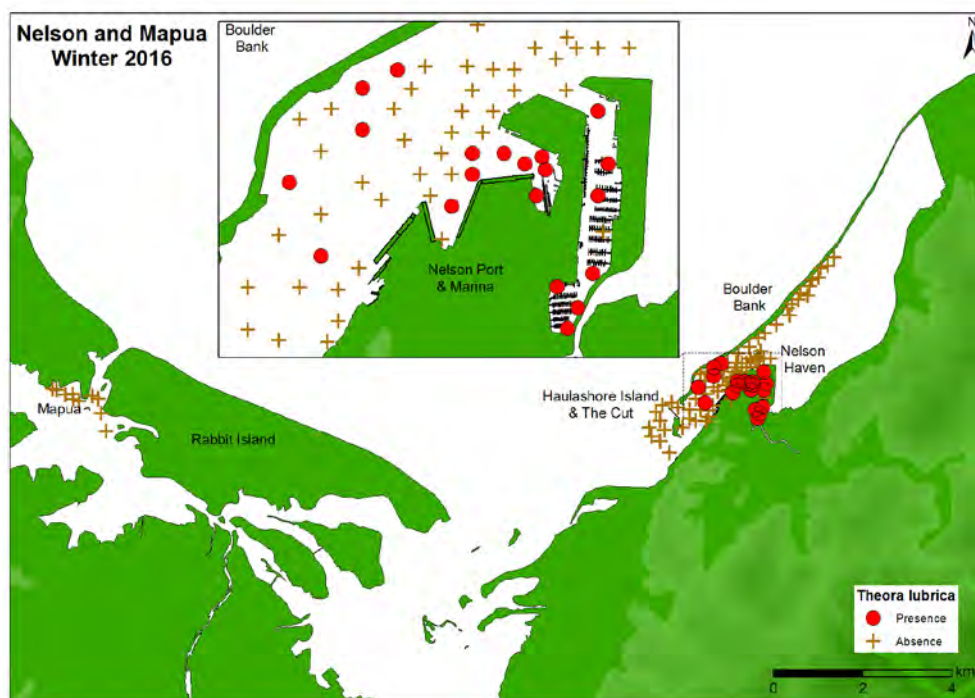 Nelson and Mapua
Winter 2016
Boulder
Bank
Nelson Port
& Marina
N
Boulder
Bank
Nelson
Haven
Haulashore Island
& The Cut
Mapua
Rabbit Island
Theora lubrica
Presence
Absence
km
0 2 4